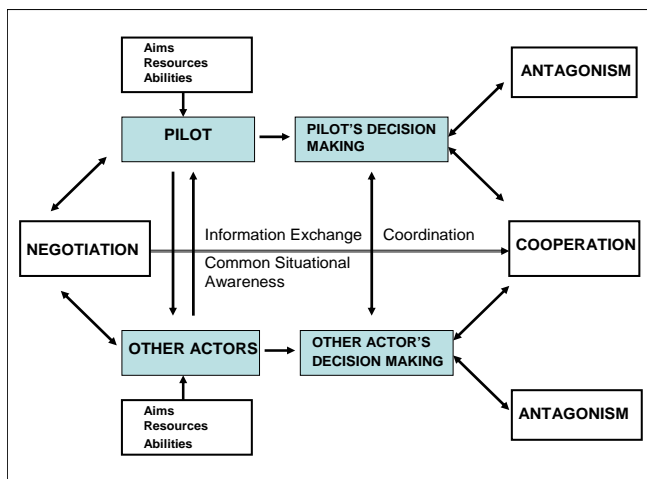 Aims
Resources
Abilities
ANTAGONISM
PILOT
PILOT'S DECISION
MAKING
NEGOTIATION
Information Exchange
Coordination
Common Situational
Awareness
COOPERATION
OTHER ACTORS
OTHER ACTOR'S
DECISION MAKING
Aims
Resources
Abilities
ANTAGONISM